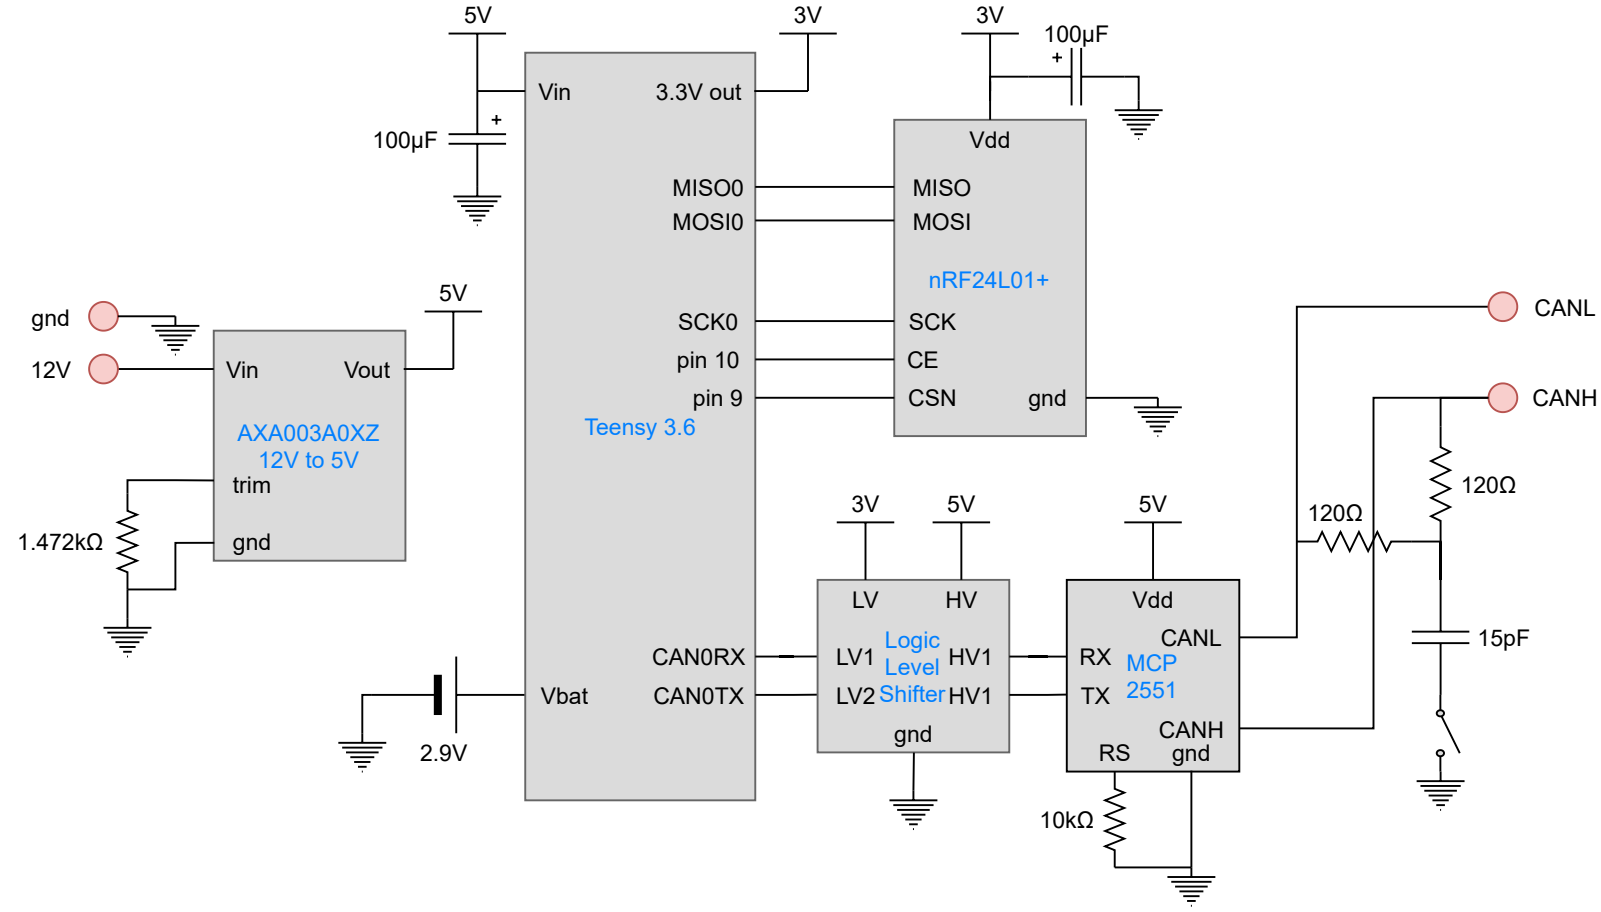 5V
3V
3V
100µF
+
Vin
3.3V out
+
100µF
Vdd
MISO0
MISO
MOSI0
MOSI
nRF24L01+
gnd
5V
CANL
SCK0
SCK
12V
Vin
Vout
pin 10
CE
pin 9
CSN
gnd
CANH
Teensy 3.6
AXA003A0XZ
12V to 5V
trim
120Ω
3V
5V
5V
120Ω
1.472kΩ
gnd
LV
HV
Vdd
CANL
15pF
Logic
Level
Shifter
CAN0RX
LV1
HV1
RX
MCP
2551
Vbat
CAN0TX
LV2
HV1
TX
gnd
CANH
2.9V
RS
gnd
10kΩ